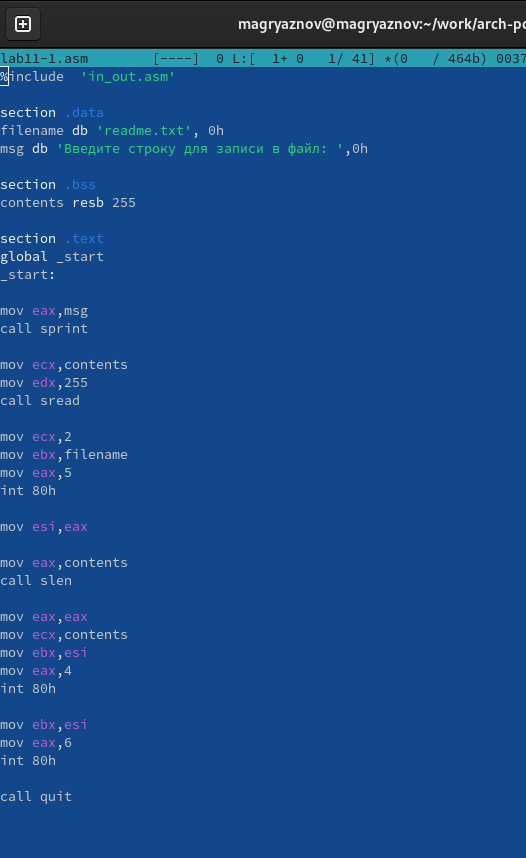 magryaznov@magryaznov:~/work/arch-p
lab11-1.asm [----] 0 L:[ 1+ 0 1/ 41] *(0 / 464b) 0037
%include 'in_out.asm'
section .data
filename db 'readme.txt', 0h
msg db 'Введите строку для записи в файл: ',0h
section .bss
contents resb 255
section .text
global _start
_start:
mov eax,msg
call sprint
mov ecx,contents
mov edx,255
call sread
mov ecx,2
mov ebx,filename
mov eax,5
int 80h
mov esi,eax
mov eax,contents
call slen
mov eax,eax
mov ecx,contents
mov ebx,esi
mov eax,4
int 80h
mov ebx,esi
mov eax,6
int 80h
call quit